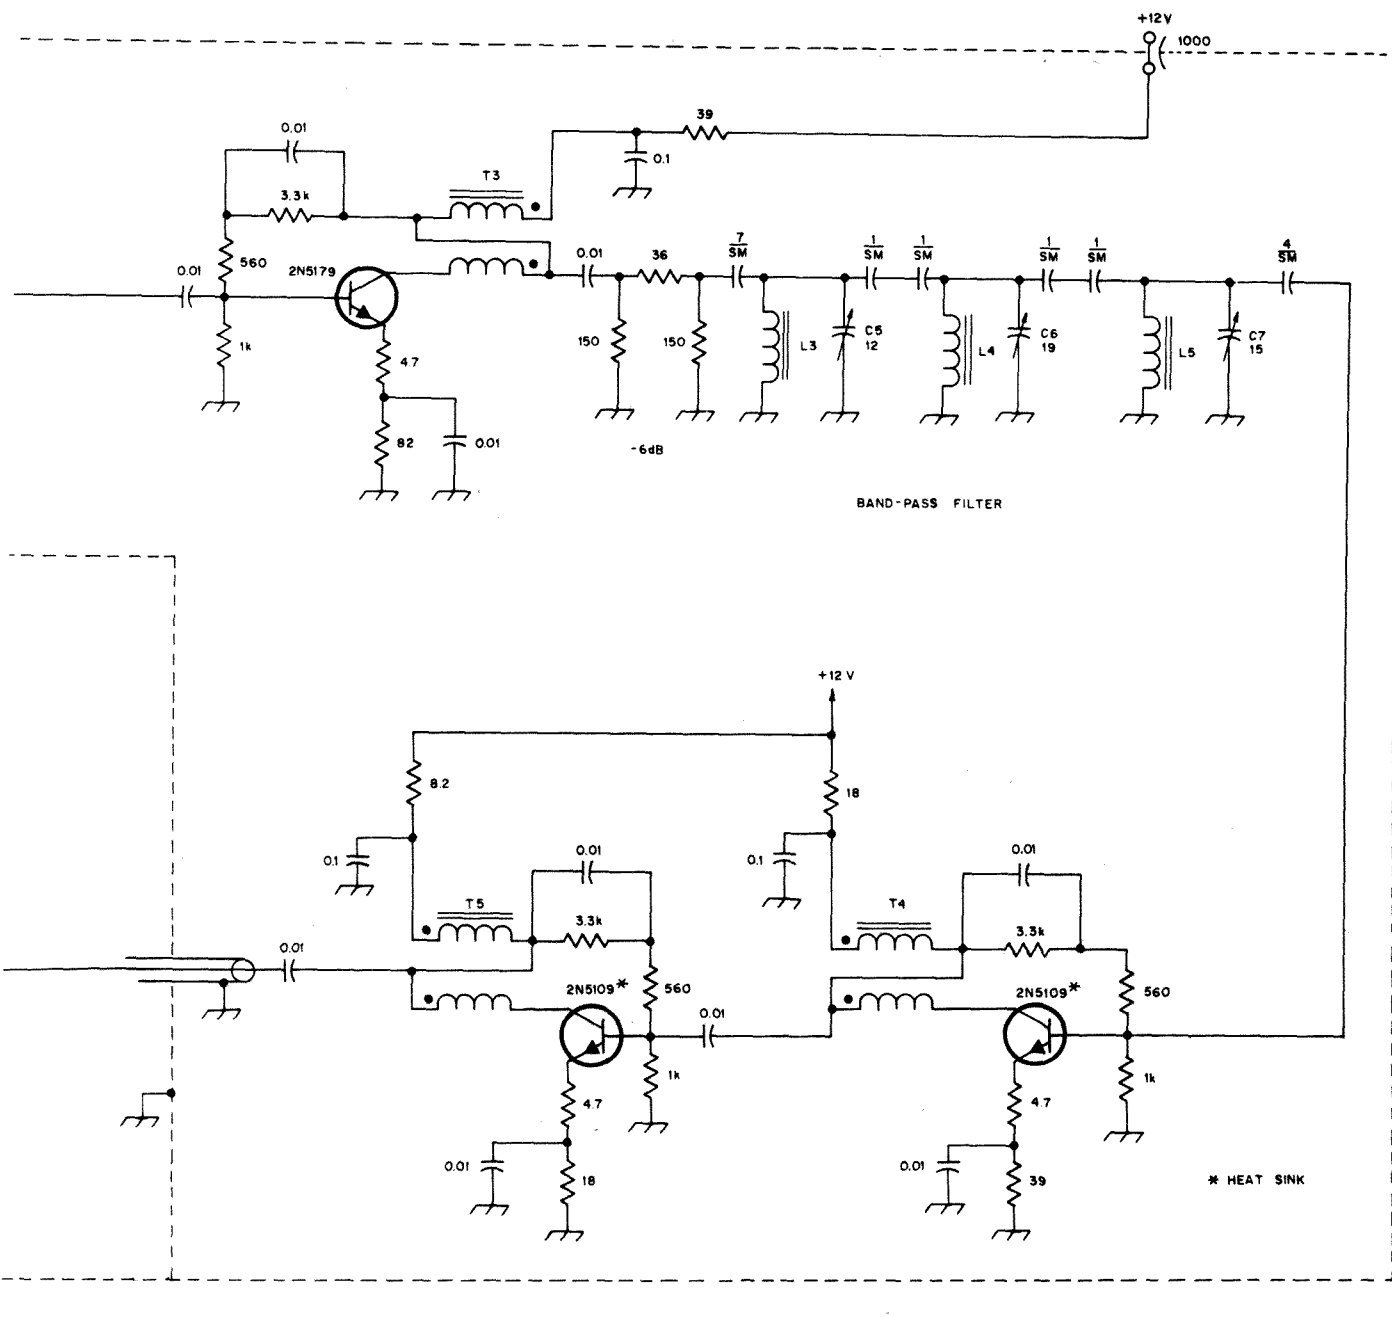 +12V
1000
39
0.01
0.1
T3
3.3k
560
2N5179
0.01
0.01
36
7
SM
1
SM
1
SM
1
SM
1
SM
4
SM
1k
4.7
150
150
L3
C5
12
L4
C6
19
L5
C7
15
82
0.01
-6dB
BAND-PASS FILTER
+12V
8.2
18
0.1
0.01
0.1
0.01
T5
3.3k
T4
3.3k
0.01
2N5109*
560
0.01
2N5109*
560
1k
1k
4.7
4.7
0.01
18
0.01
39
* HEAT SINK